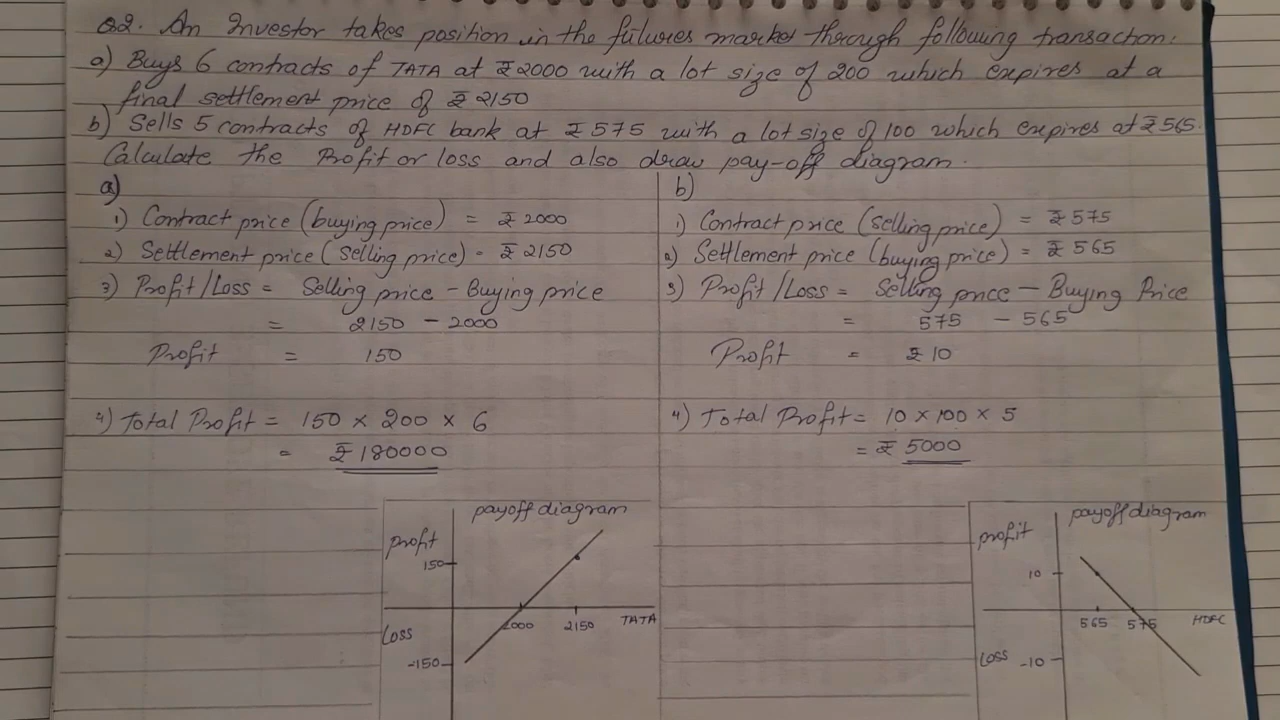 Q2. An Investor takes position in the futures market through following transaction:
a) Buys 6 contracts of TATA at ₹2000 with a lot size of 200 which expires at a
final settlement price of ₹2150
b) Sells 5 contracts of HDFC bank at ₹575 with a lot size of 100 which expires at ₹565.
Calculate the Profit or loss and also draw pay-off diagram.
a)
1) Contract price (buying price) = ₹2000
2) Settlement price (selling price) = ₹2150
3) Profit/Loss = Selling price - Buying price
= 2150 - 2000
Profit = 150
4) Total Profit = 150 x 200 x 6
= ₹180000
payoff diagram
profit
150
2000 2150 TATA
Loss
-150
b)
1) Contract price (selling price) = ₹575
2) Settlement price (buying price) = ₹565
3) Profit/Loss = Selling price - Buying Price
= 575 - 565
Profit = ₹10
4) Total Profit = 10 x 100 x 5
= ₹5000
payoff diagram
profit
10
565 575 HDFC
Loss -10